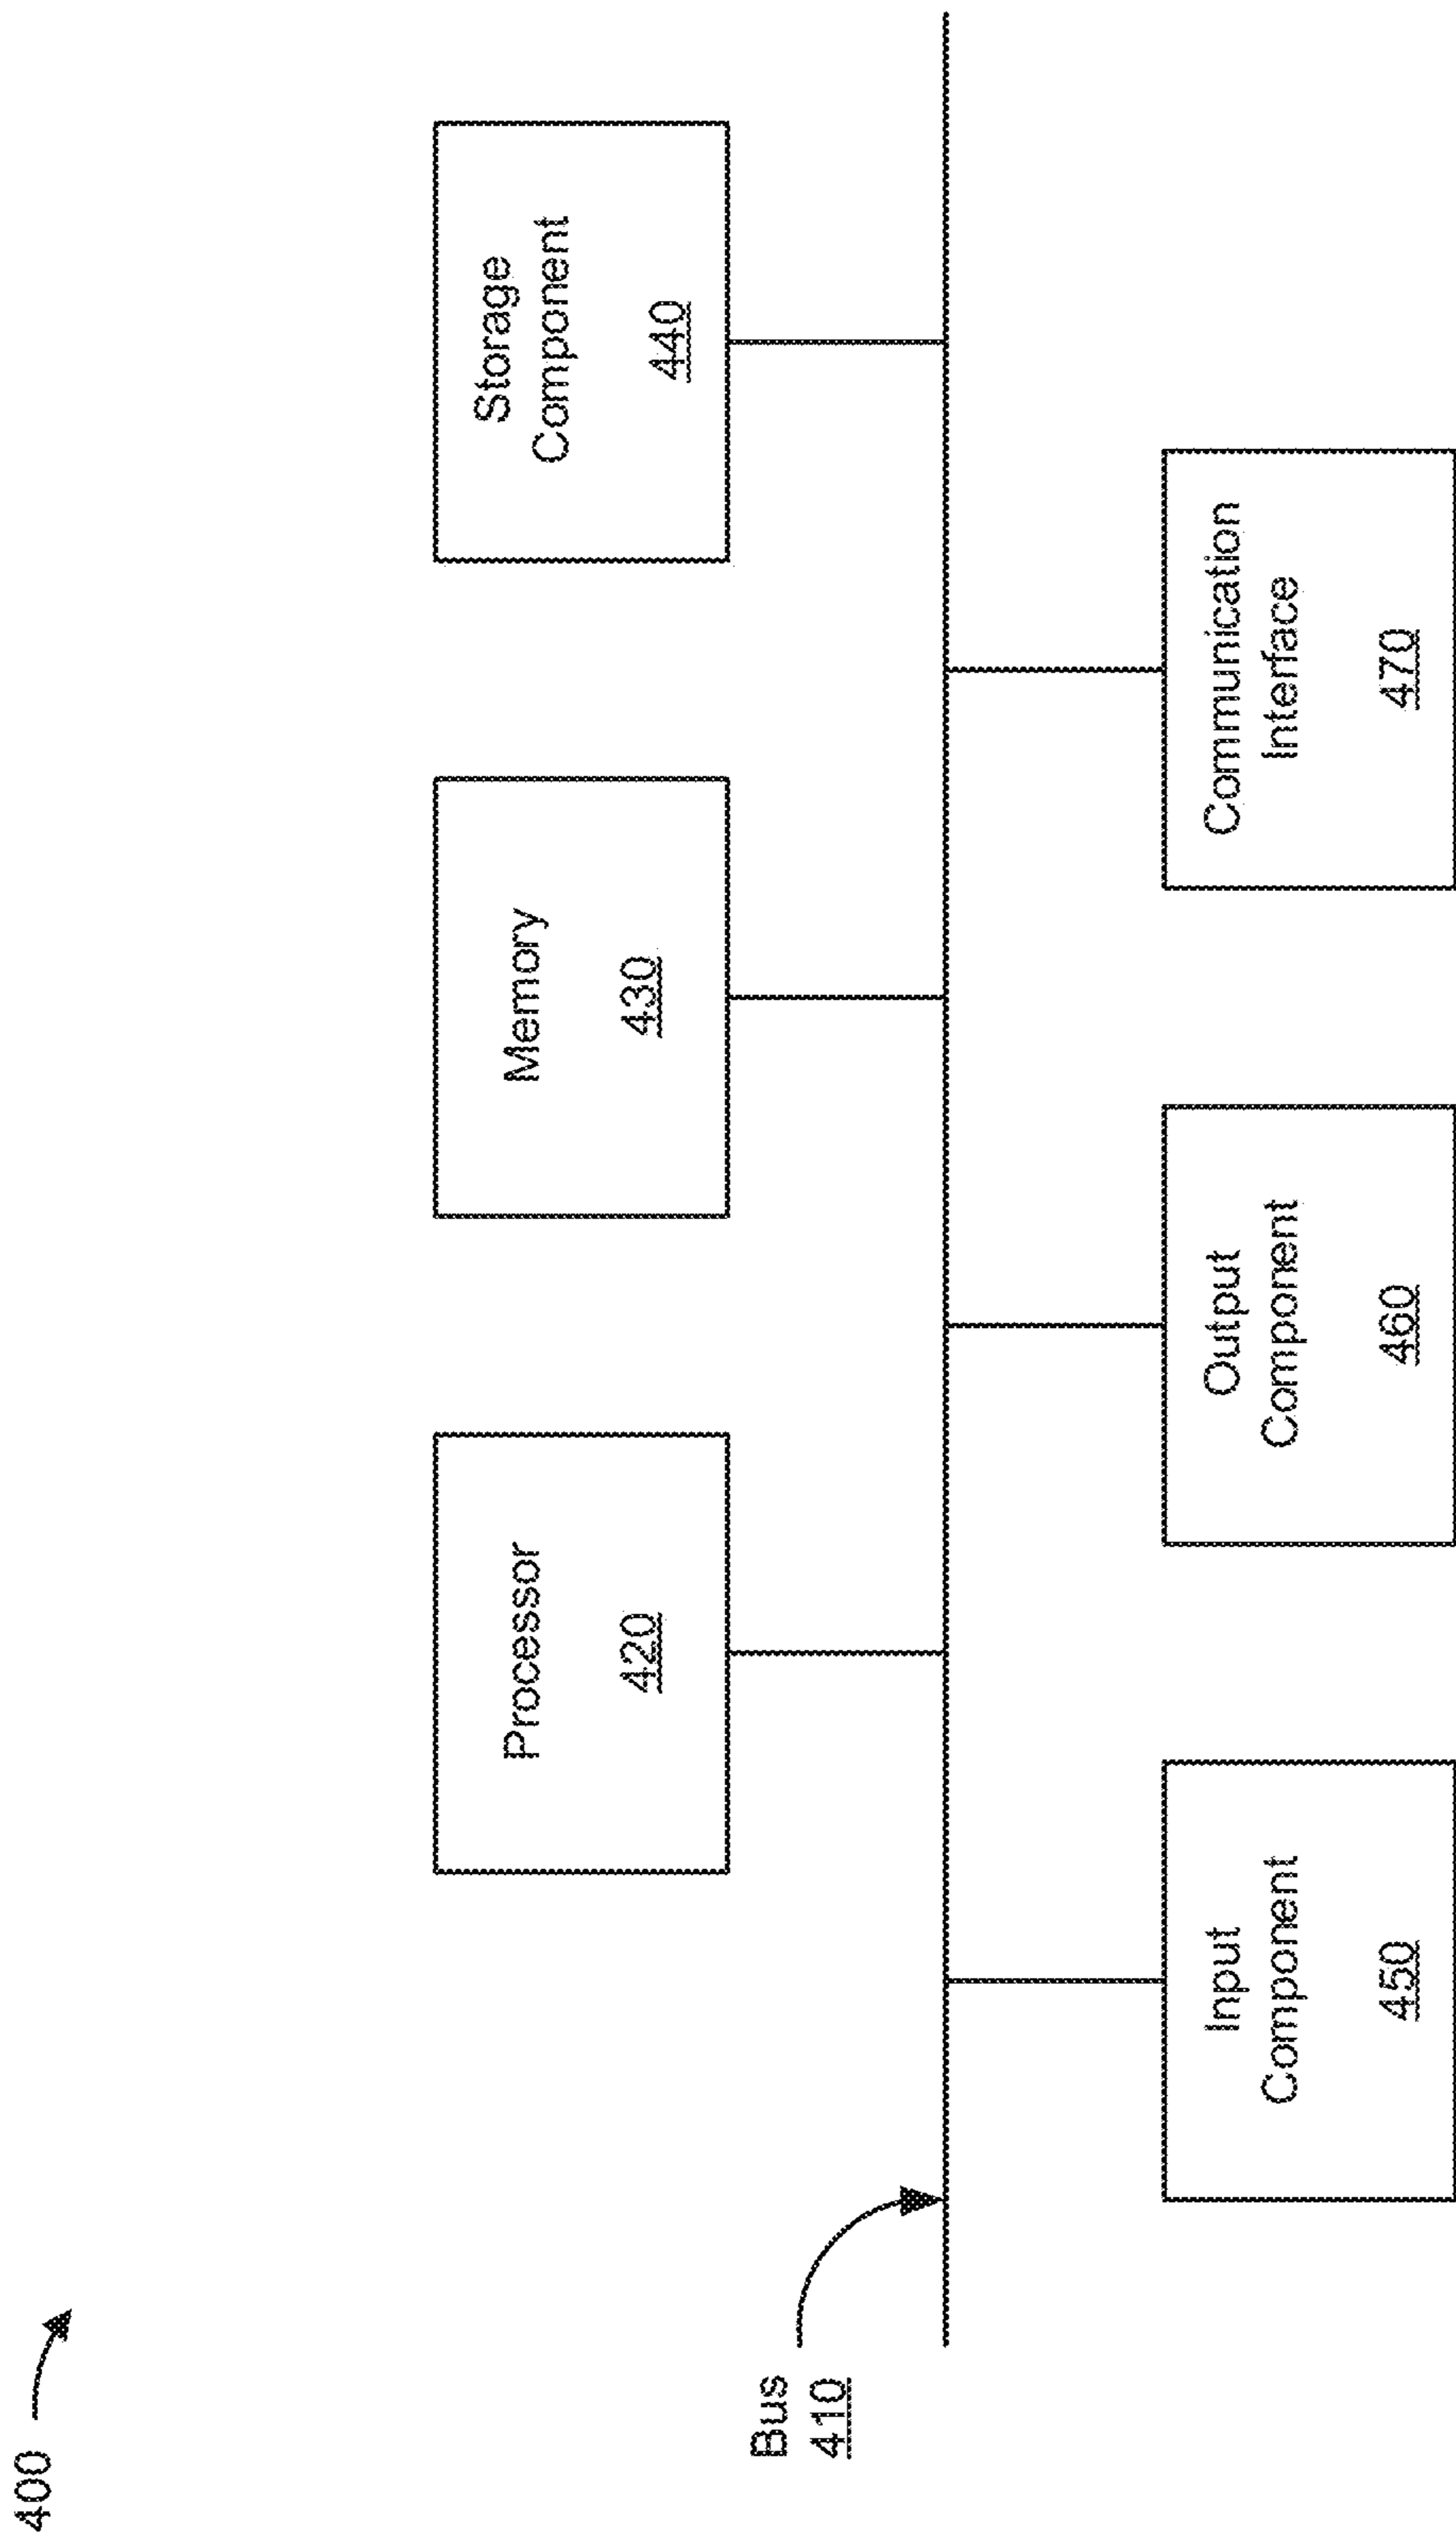 400
Bus
410
Processor
420
Memory
430
Storage
Component
440
Input
Component
450
Output
Component
460
Communication
Interface
470